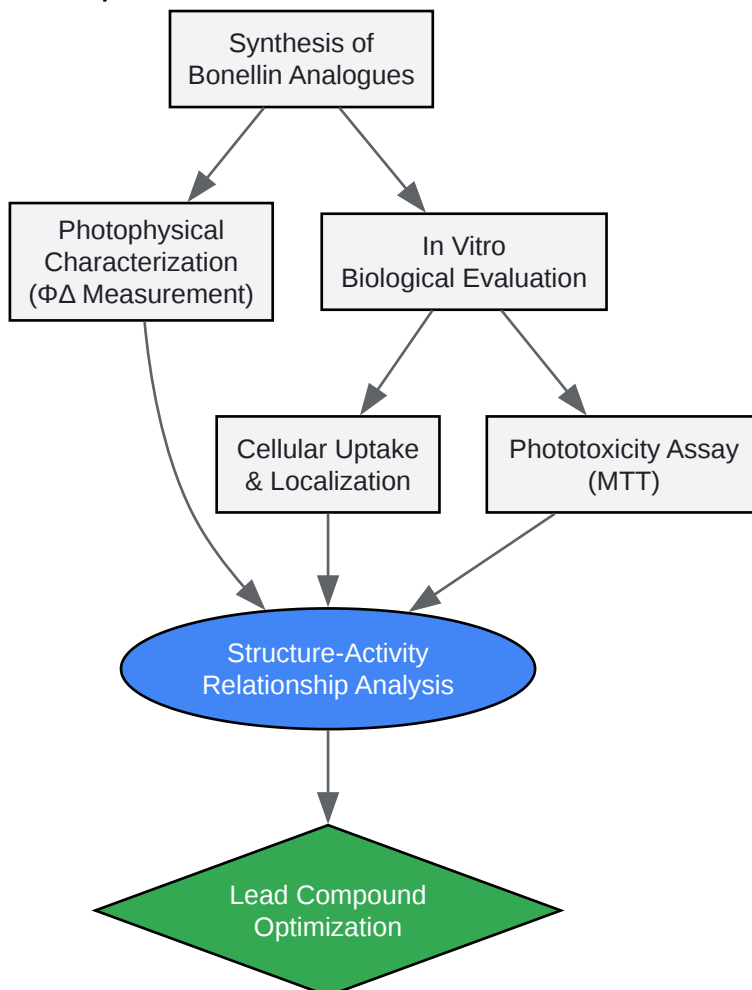 Synthesis of
Bonellin Analogues
Photophysical
Characterization
(ΦΔ Measurement)
In Vitro
Biological Evaluation
Cellular Uptake
& Localization
Phototoxicity Assay
(MTT)
Structure-Activity
Relationship Analysis
Lead Compound
Optimization